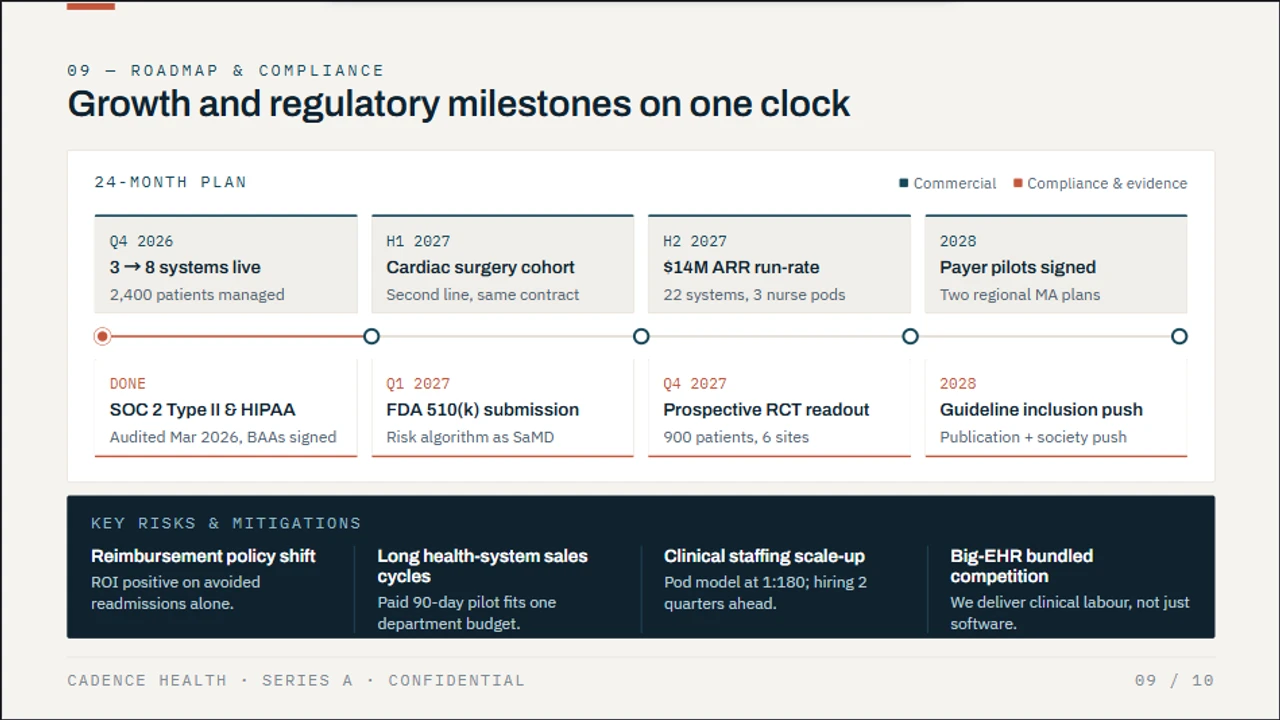 09 — ROADMAP & COMPLIANCE
Growth and regulatory milestones on one clock
24-MONTH PLAN
Commercial
Compliance & evidence
Q4 2026
3 → 8 systems live
2,400 patients managed
H1 2027
Cardiac surgery cohort
Second line, same contract
H2 2027
$14M ARR run-rate
22 systems, 3 nurse pods
2028
Payer pilots signed
Two regional MA plans
DONE
SOC 2 Type II & HIPAA
Audited Mar 2026, BAAs signed
Q1 2027
FDA 510(k) submission
Risk algorithm as SaMD
Q4 2027
Prospective RCT readout
900 patients, 6 sites
2028
Guideline inclusion push
Publication + society push
KEY RISKS & MITIGATIONS
Reimbursement policy shift
ROI positive on avoided
readmissions alone.
Long health-system sales
cycles
Paid 90-day pilot fits one
department budget.
Clinical staffing scale-up
Pod model at 1:180; hiring 2
quarters ahead.
Big-EHR bundled
competition
We deliver clinical labour, not just
software.
CADENCE HEALTH · SERIES A · CONFIDENTIAL
09 / 10